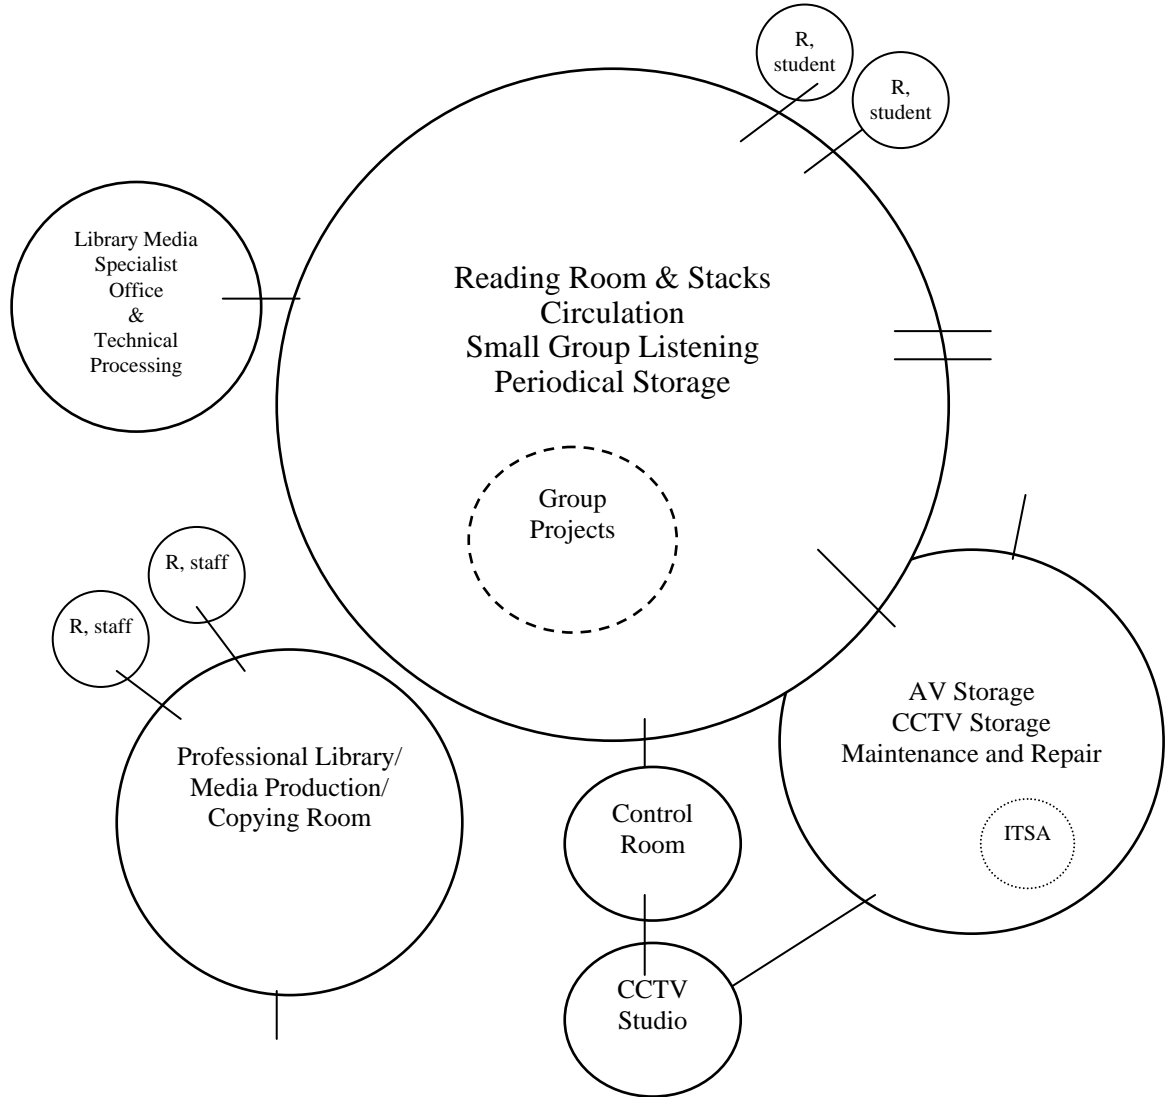 R,
student
R,
student
Library Media
Specialist
Office
&
Technical
Processing
Reading Room & Stacks
Circulation
Small Group Listening
Periodical Storage
Group
Projects
R, staff
R, staff
AV Storage
CCTV Storage
Maintenance and Repair
ITSA
Professional Library/
Media Production/
Copying Room
Control
Room
CCTV
Studio